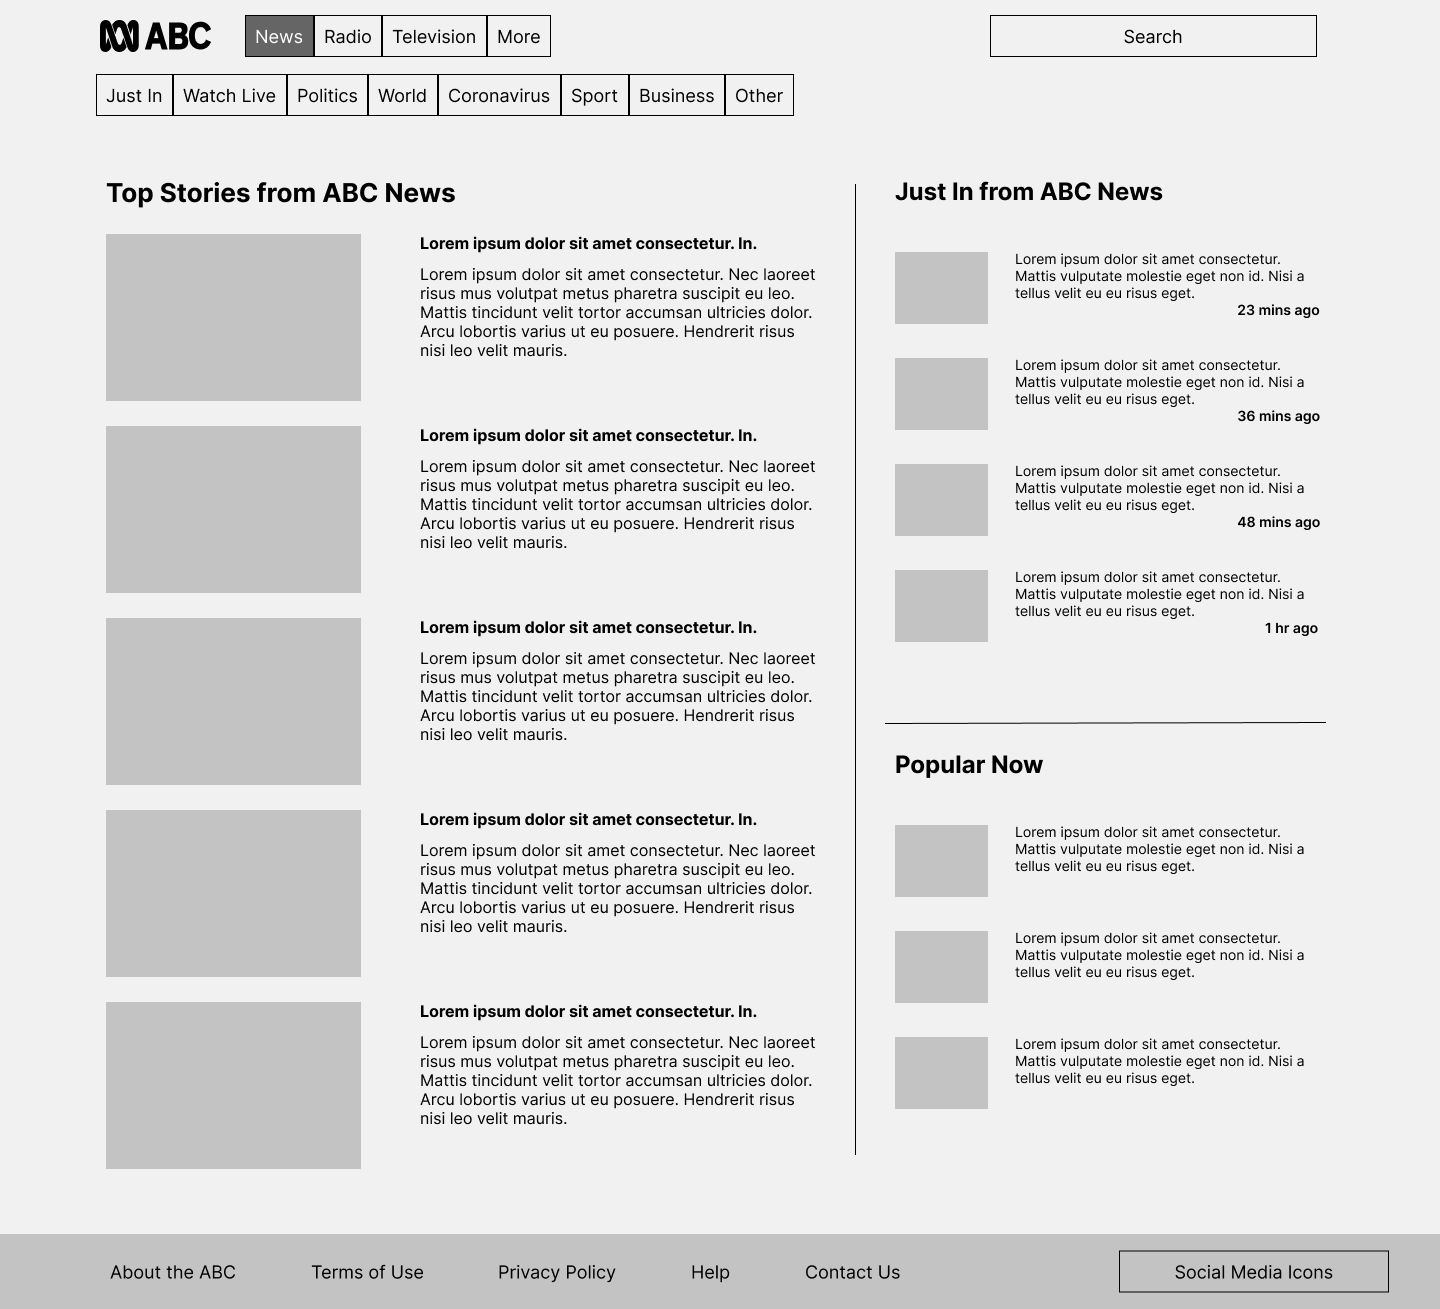 ABC
News
Radio
Television
More
Search
Just In
Watch Live
Politics
World
Coronavirus
Sport
Business
Other
Top Stories from ABC News
Lorem ipsum dolor sit amet consectetur. In.
Lorem ipsum dolor sit amet consectetur. Nec laoreet
risus mus volutpat metus pharetra suscipit eu leo.
Mattis tincidunt velit tortor accumsan ultricies dolor.
Arcu lobortis varius ut eu posuere. Hendrerit risus
nisi leo velit mauris.
Lorem ipsum dolor sit amet consectetur. In.
Lorem ipsum dolor sit amet consectetur. Nec laoreet
risus mus volutpat metus pharetra suscipit eu leo.
Mattis tincidunt velit tortor accumsan ultricies dolor.
Arcu lobortis varius ut eu posuere. Hendrerit risus
nisi leo velit mauris.
Lorem ipsum dolor sit amet consectetur. In.
Lorem ipsum dolor sit amet consectetur. Nec laoreet
risus mus volutpat metus pharetra suscipit eu leo.
Mattis tincidunt velit tortor accumsan ultricies dolor.
Arcu lobortis varius ut eu posuere. Hendrerit risus
nisi leo velit mauris.
Lorem ipsum dolor sit amet consectetur. In.
Lorem ipsum dolor sit amet consectetur. Nec laoreet
risus mus volutpat metus pharetra suscipit eu leo.
Mattis tincidunt velit tortor accumsan ultricies dolor.
Arcu lobortis varius ut eu posuere. Hendrerit risus
nisi leo velit mauris.
Lorem ipsum dolor sit amet consectetur. In.
Lorem ipsum dolor sit amet consectetur. Nec laoreet
risus mus volutpat metus pharetra suscipit eu leo.
Mattis tincidunt velit tortor accumsan ultricies dolor.
Arcu lobortis varius ut eu posuere. Hendrerit risus
nisi leo velit mauris.
Just In from ABC News
Lorem ipsum dolor sit amet consectetur.
Mattis vulputate molestie eget non id. Nisi a
tellus velit eu eu risus eget.
23 mins ago
Lorem ipsum dolor sit amet consectetur.
Mattis vulputate molestie eget non id. Nisi a
tellus velit eu eu risus eget.
36 mins ago
Lorem ipsum dolor sit amet consectetur.
Mattis vulputate molestie eget non id. Nisi a
tellus velit eu eu risus eget.
48 mins ago
Lorem ipsum dolor sit amet consectetur.
Mattis vulputate molestie eget non id. Nisi a
tellus velit eu eu risus eget.
1 hr ago
Popular Now
Lorem ipsum dolor sit amet consectetur.
Mattis vulputate molestie eget non id. Nisi a
tellus velit eu eu risus eget.
Lorem ipsum dolor sit amet consectetur.
Mattis vulputate molestie eget non id. Nisi a
tellus velit eu eu risus eget.
Lorem ipsum dolor sit amet consectetur.
Mattis vulputate molestie eget non id. Nisi a
tellus velit eu eu risus eget.
About the ABC
Terms of Use
Privacy Policy
Help
Contact Us
Social Media Icons